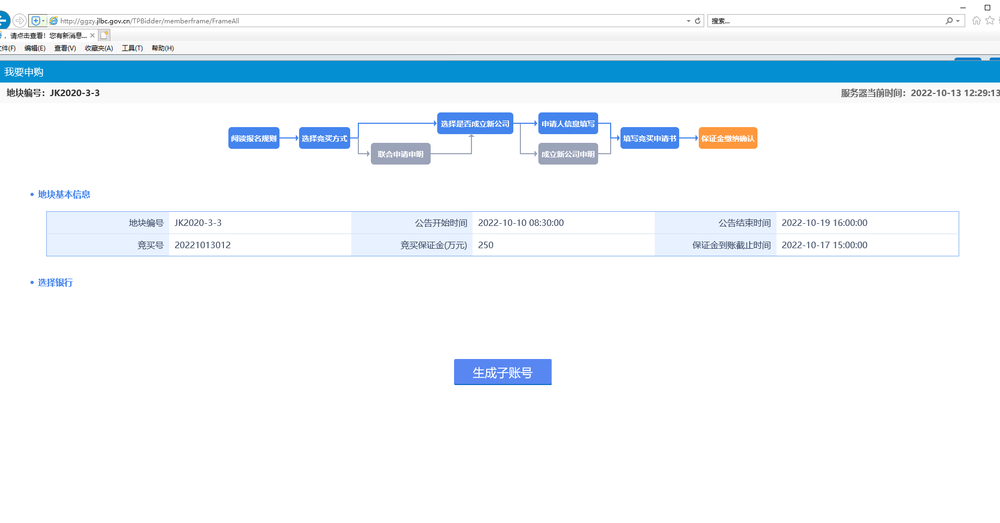 http://ggzy.jlbc.gov.cn/TPBidder/memberframe/FrameAll
搜索...
，请点击查看！您有新消息...
件(F) 编辑(E) 查看(V) 收藏夹(A) 工具(T) 帮助(H)
我要申购
地块编号：JK2020-3-3
服务器当前时间：2022-10-13 12:29:13
阅读报名规则
选择竞买方式
选择是否成立新公司
联合申请申明
申请人信息填写
成立新公司申明
填写竞买申请书
保证金缴纳确认
地块基本信息
地块编号 JK2020-3-3 公告开始时间 2022-10-10 08:30:00 公告结束时间 2022-10-19 16:00:00
竞买号 20221013012 竞买保证金(万元) 250 保证金到账截止时间 2022-10-17 15:00:00
选择银行
生成子账号